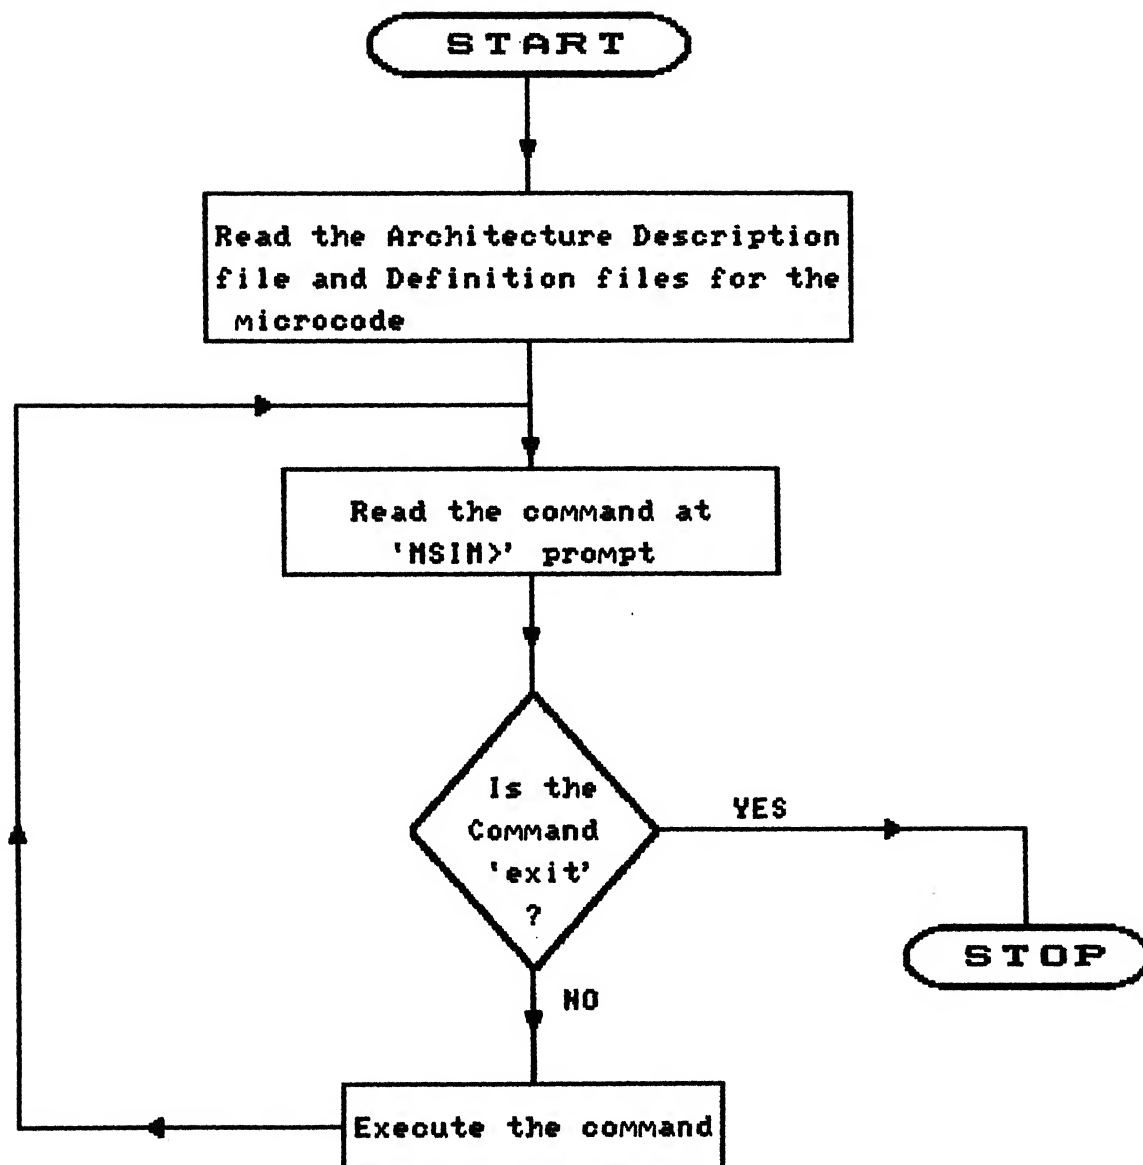 START
Read the Architecture Description
file and Definition files for the
microcode
Read the command at
'MSIM>' prompt
Is the
Command
'exit'
?
YES
STOP
NO
Execute the command